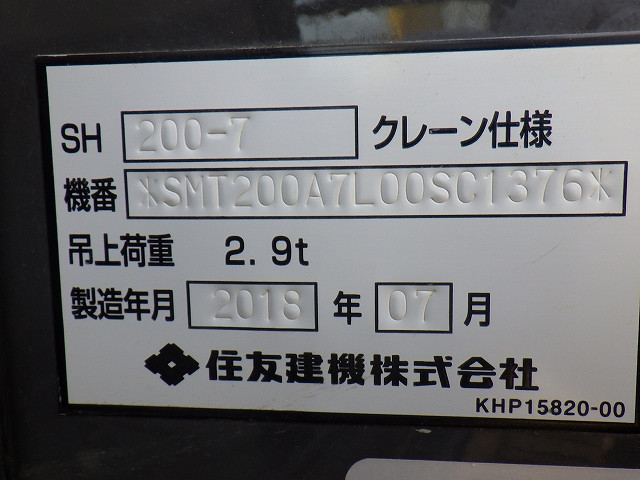 SH 200-7 クレーン仕様
機番 *SMT200A7L00SC1376*
吊上荷重 2.9t
製造年月 2018 年 07 月
住友建機株式会社
KHP15820-00